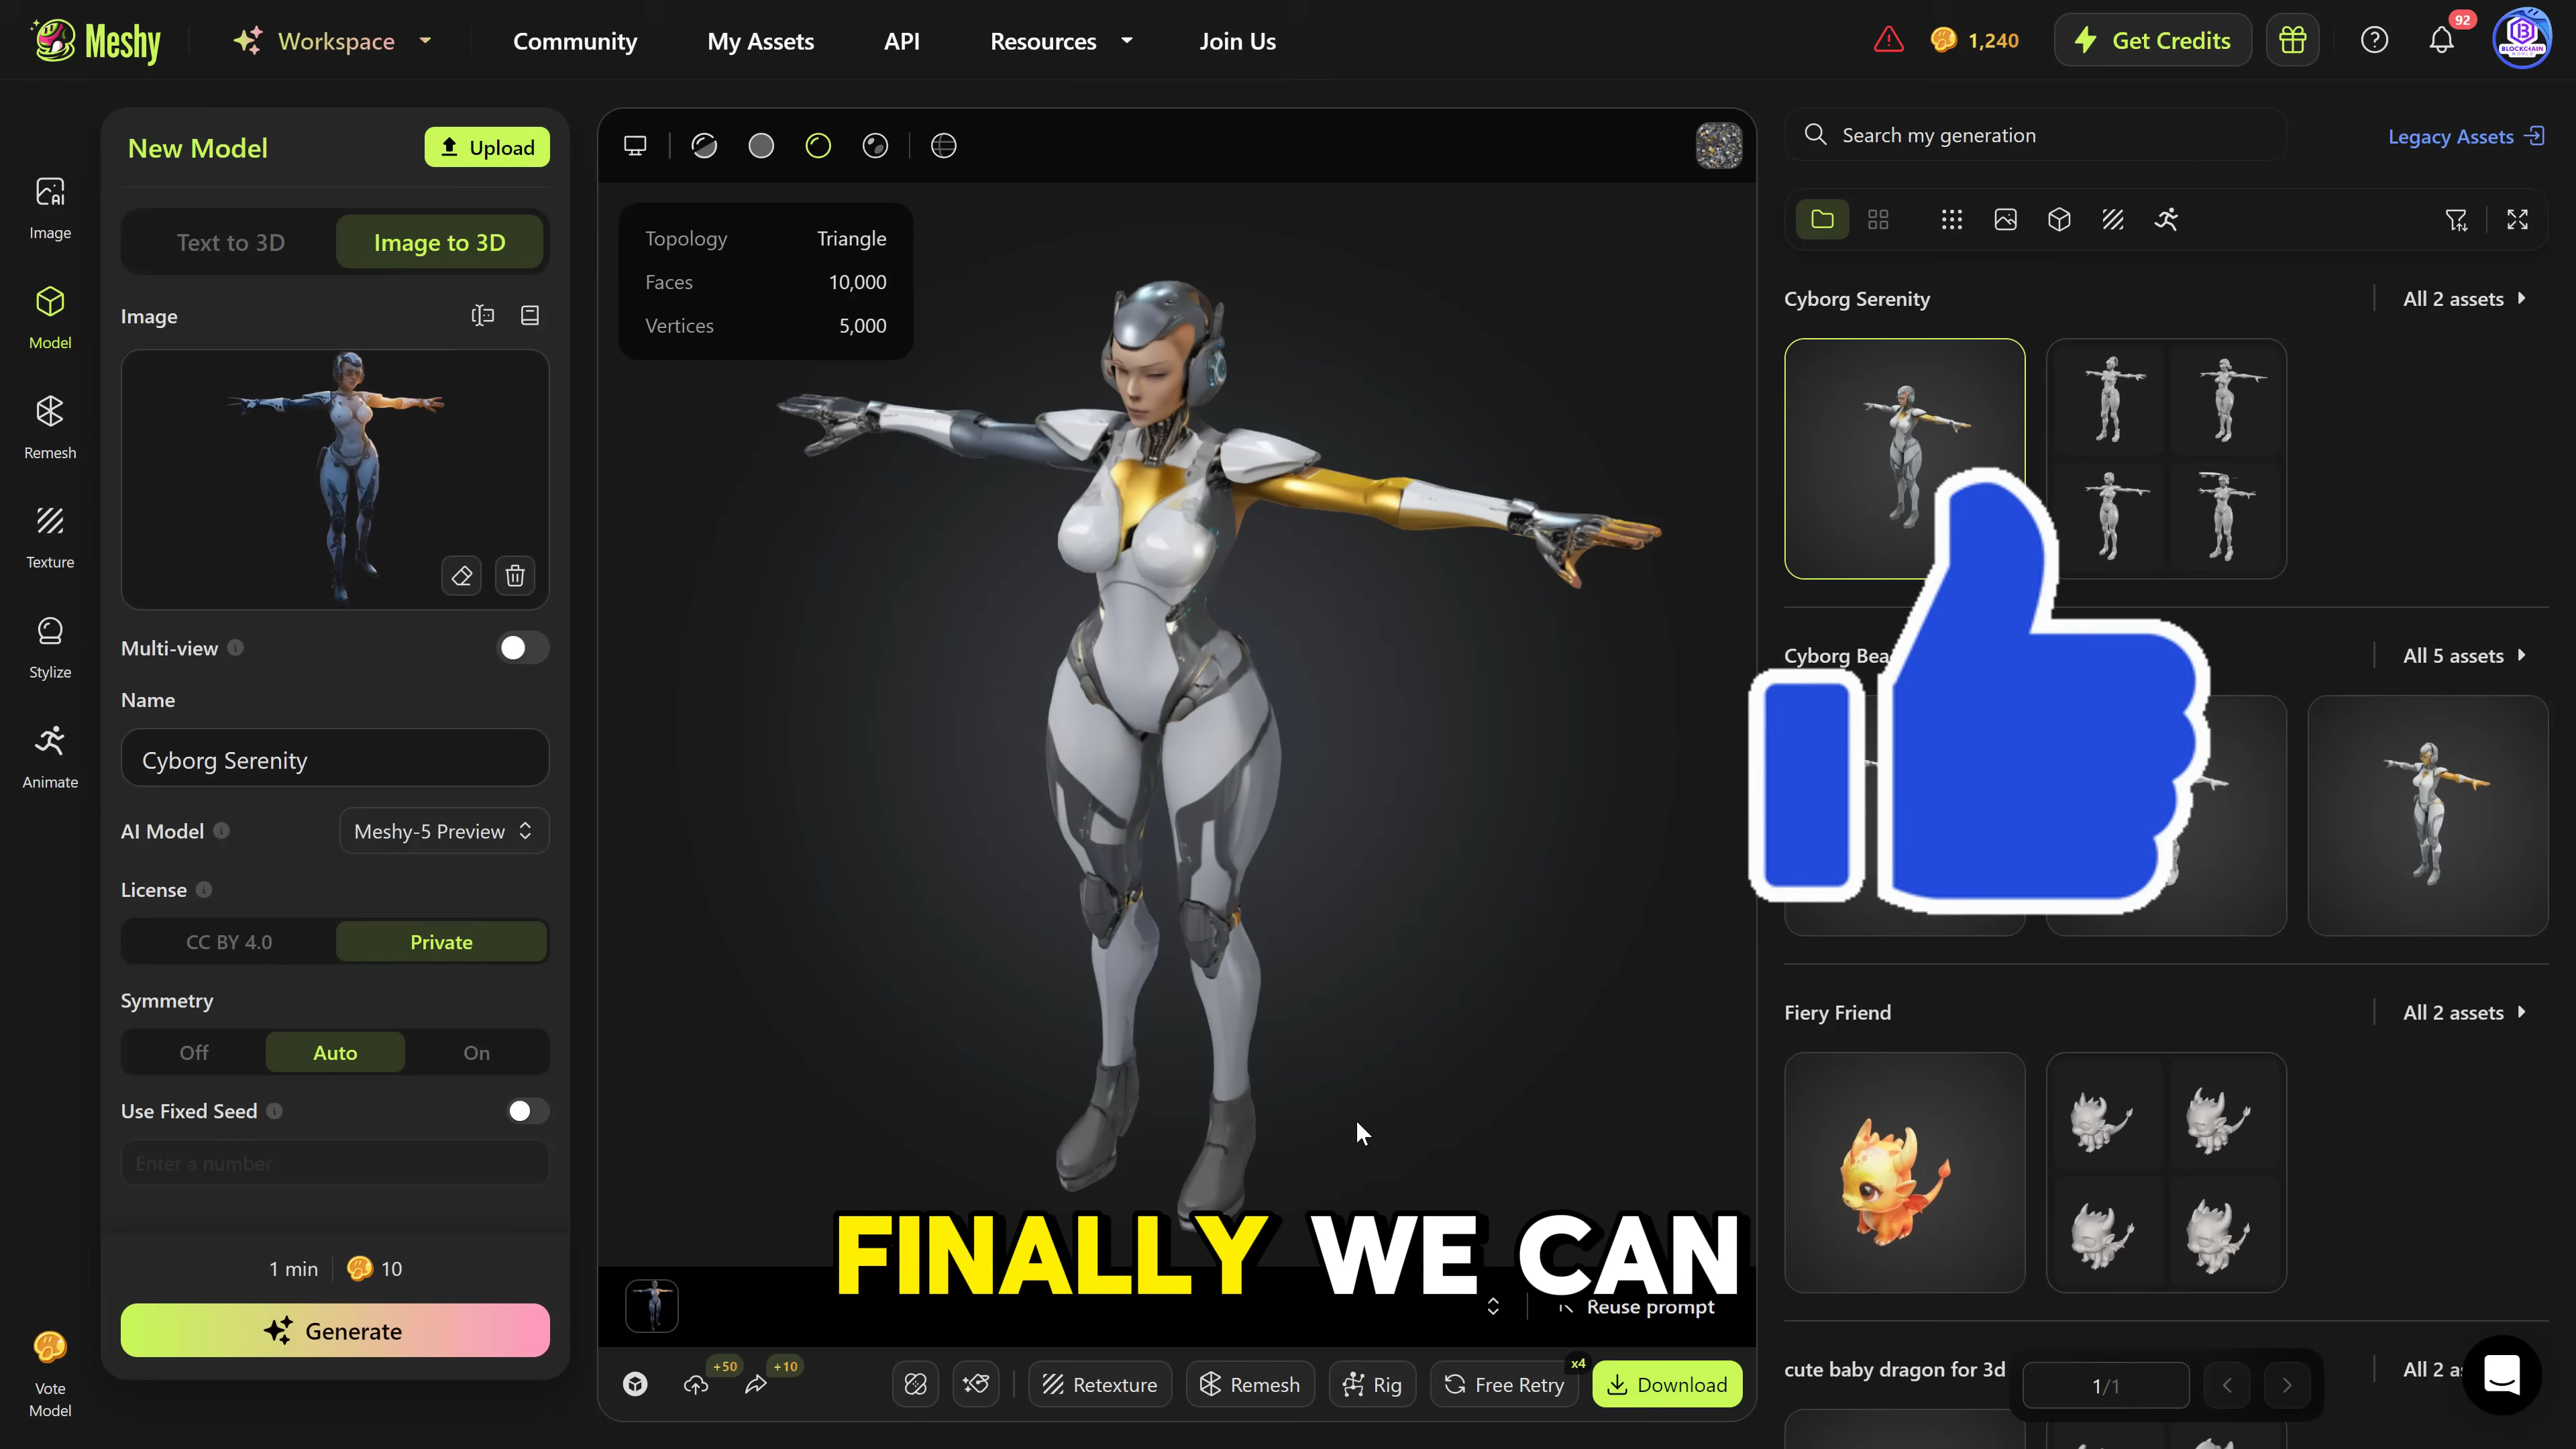 Meshy
Workspace
Community
My Assets
API
Resources
Join Us
1,240
Get Credits
92
BLOCKCHAIN
WORLD
Image
Model
Remesh
Texture
Stylize
Animate
Vote
Model
New Model
Upload
Text to 3D
Image to 3D
Image
Multi-view
Name
Cyborg Serenity
AI Model
Meshy-5 Preview
License
CC BY 4.0
Private
Symmetry
Off
Auto
On
Use Fixed Seed
Enter a number
1 min
10
Generate
Topology Triangle
Faces 10,000
Vertices 5,000
FINALLY WE CAN
Reuse prompt
+50
+10
Retexture
Remesh
Rig
Free Retry
x4
Download
Search my generation
Legacy Assets
Cyborg Serenity
All 2 assets
Cyborg
All 5 assets
Fiery Friend
All 2 assets
cute baby dragon for 3d
All 2
1/1